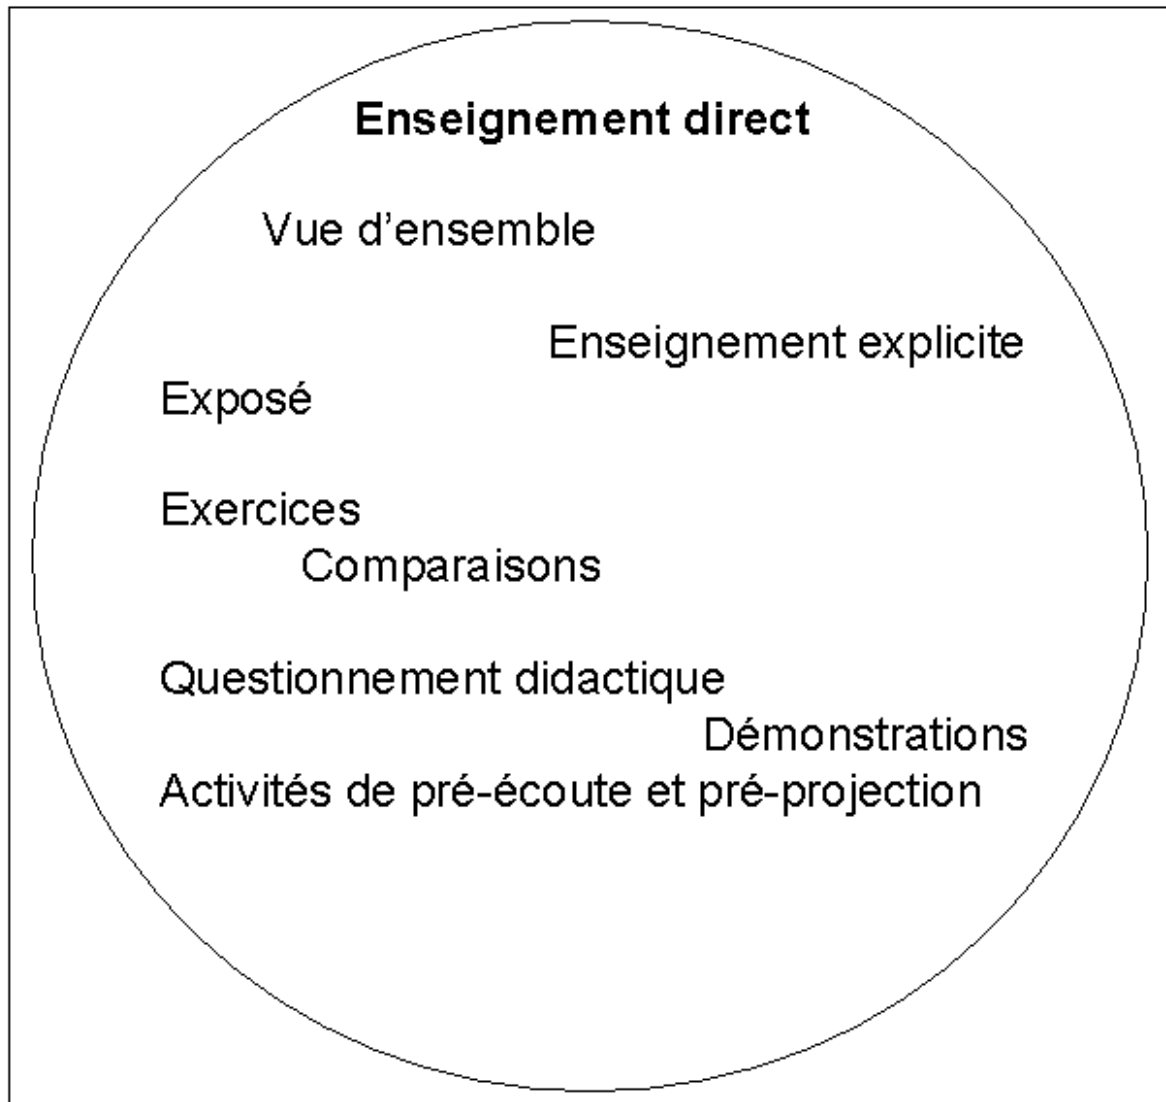 Enseignement direct
Vue d’ensemble
Enseignement explicite
Exposé
Exercices
Comparaisons
Questionnement didactique
Démonstrations
Activités de pré-écoute et pré-projection